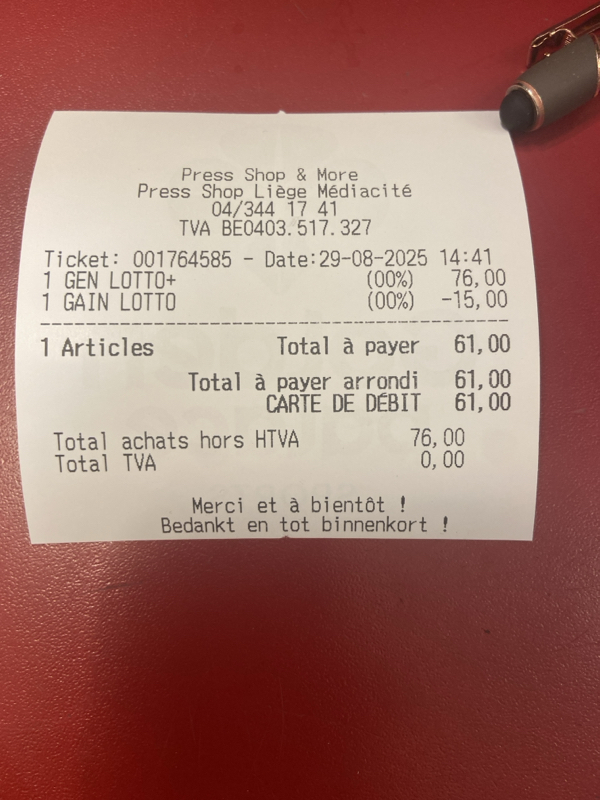 Press Shop & More
Press Shop Liège Médiacité
04/344 17 41
TVA BE0403.517.327
Ticket: 001764585 - Date:29-08-2025 14:41
1 GEN LOTTO+ (00%) 76,00
1 GAIN LOTTO (00%) -15,00
1 Articles Total à payer 61,00
Total à payer arrondi 61,00
CARTE DE DÉBIT 61,00
Total achats hors HTVA 76,00
Total TVA 0,00
Merci et à bientôt !
Bedankt en tot binnenkort !